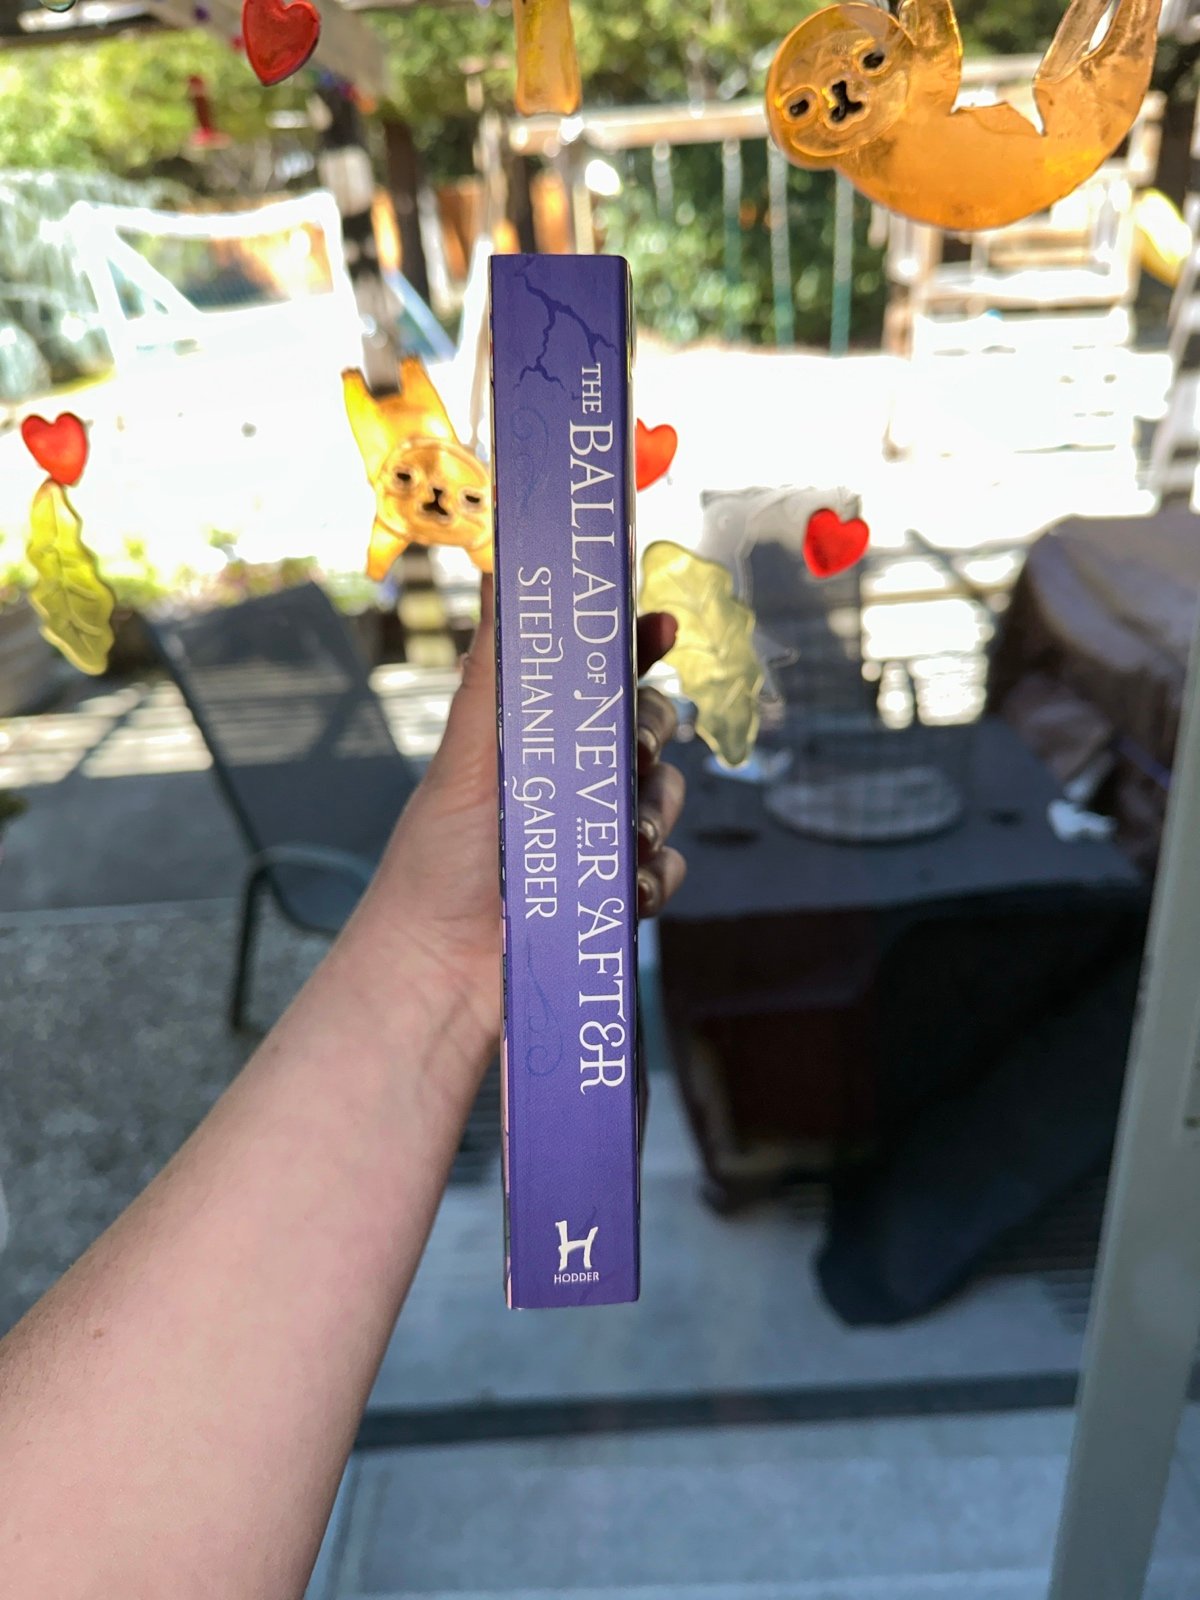 THE BALLAD OF NEVER AFTER
STEPHANIE GARBER
H
HODDER